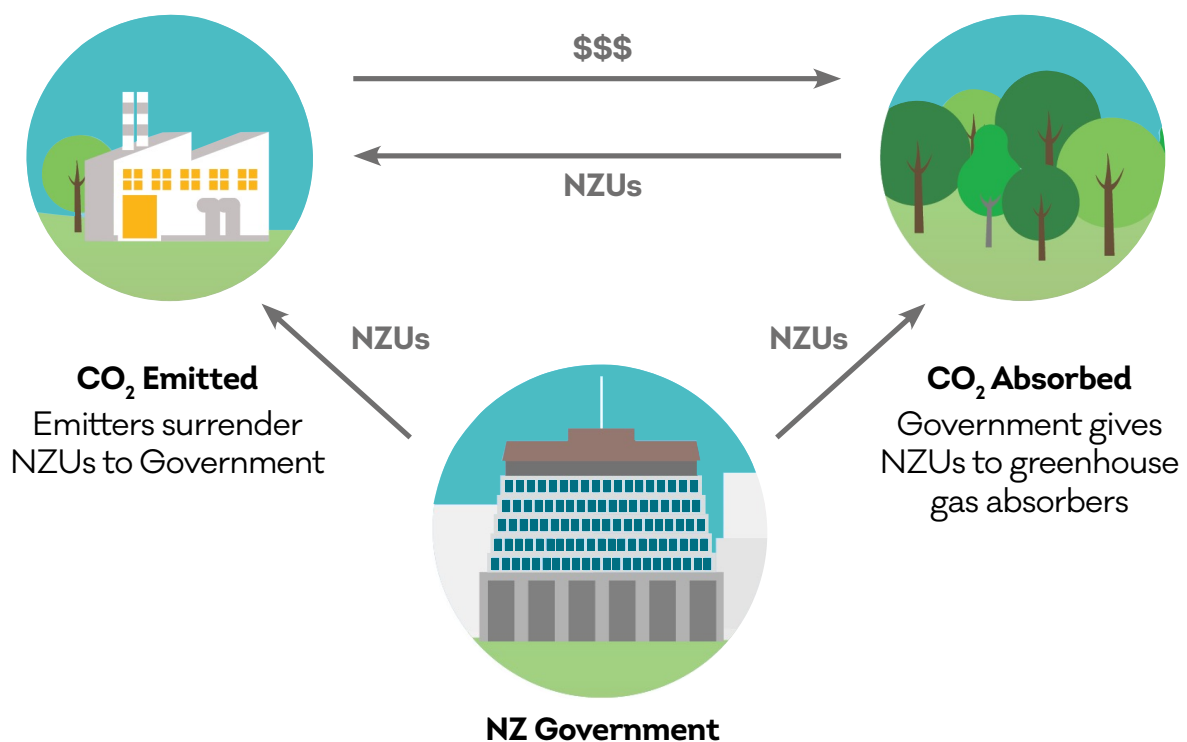 $$$
NZUs
NZUs
NZUs
CO₂ Emitted
Emitters surrender
NZUs to Government
CO₂ Absorbed
Government gives
NZUs to greenhouse
gas absorbers
NZ Government